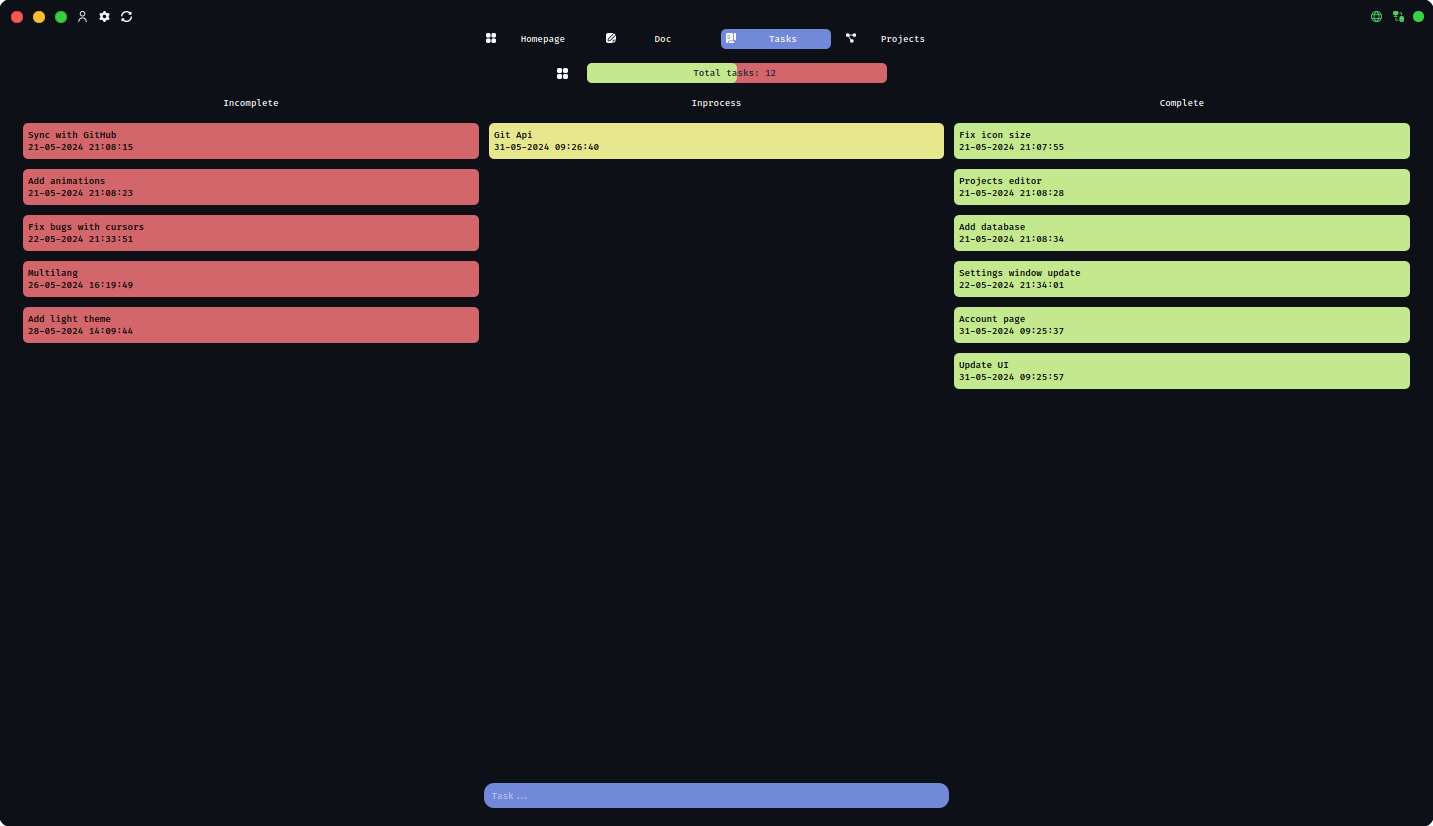 Homepage
Doc
Tasks
Projects
Total tasks: 12
Incomplete
Inprocess
Complete
Sync with GitHub
21-05-2024 21:08:15
Add animations
21-05-2024 21:08:23
Fix bugs with cursors
22-05-2024 21:33:51
Multilang
26-05-2024 16:19:49
Add light theme
28-05-2024 14:09:44
Git Api
31-05-2024 09:26:40
Fix icon size
21-05-2024 21:07:55
Projects editor
21-05-2024 21:08:28
Add database
21-05-2024 21:08:34
Settings window update
22-05-2024 21:34:01
Account page
31-05-2024 09:25:37
Update UI
31-05-2024 09:25:57
Task...